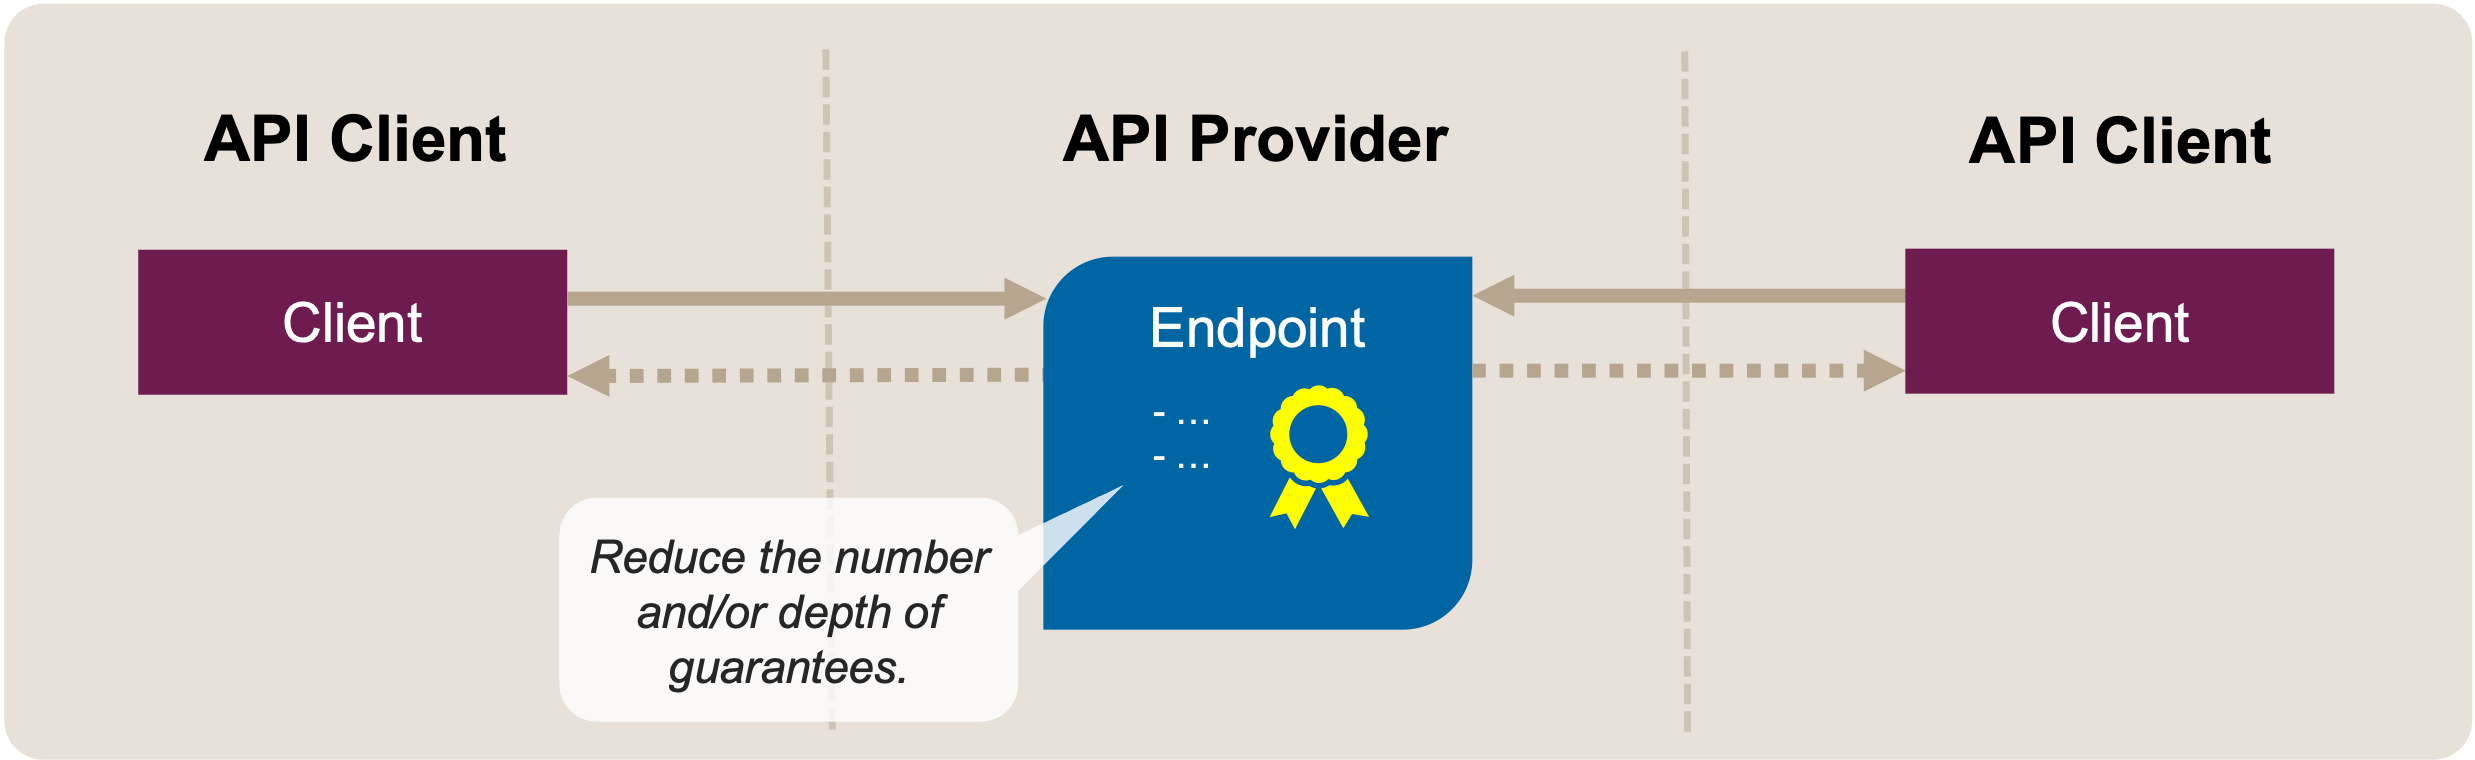 API Client
API Provider
API Client
Client
Endpoint
- ...
- ...
Client
Reduce the number
and/or depth of
guarantees.